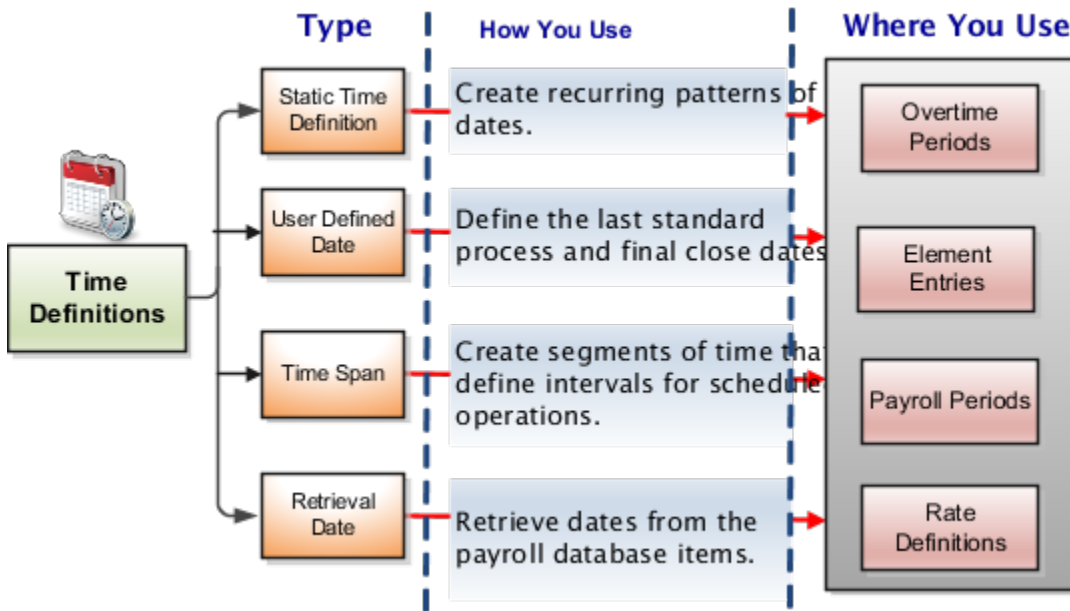 Type
How You Use
Where You Use
Static Time
Definition
Create recurring patterns of
dates.
Overtime
Periods
User Defined
Date
Define the last standard
process and final close dates
Element
Entries
Time
Definitions
Time Span
Create segments of time that
define intervals for schedule
operations.
Payroll Periods
Retrieval
Date
Retrieve dates from the
payroll database items.
Rate
Definitions